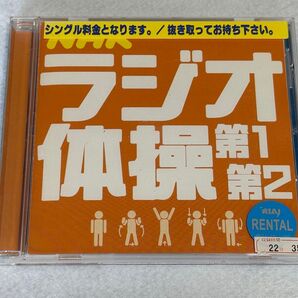 シングル料金となります。/抜き取ってお持ち下さい。
NHK
ラジオ
体操
第1
第2
RENTAL
22